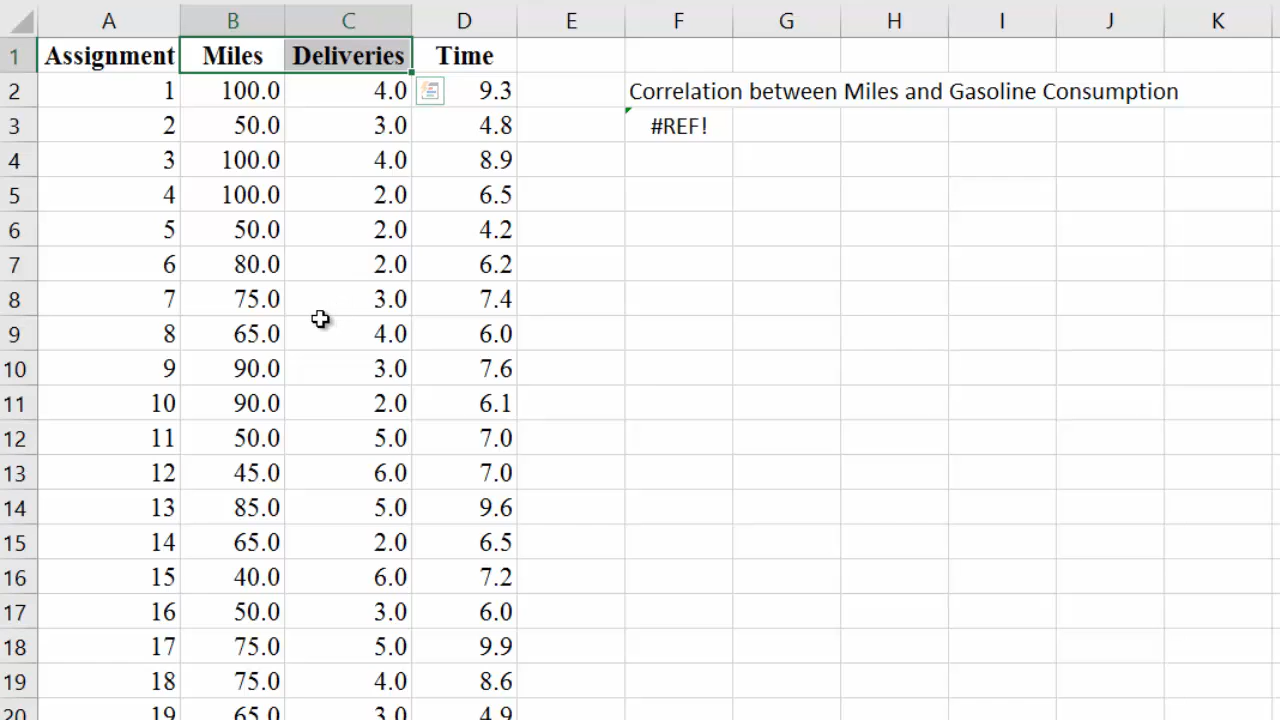 A B C D E F G H I J K
1 Assignment Miles Deliveries Time
2 1 100.0 4.0 9.3 Correlation between Miles and Gasoline Consumption
3 2 50.0 3.0 4.8 #REF!
4 3 100.0 4.0 8.9
5 4 100.0 2.0 6.5
6 5 50.0 2.0 4.2
7 6 80.0 2.0 6.2
8 7 75.0 3.0 7.4
9 8 65.0 4.0 6.0
10 9 90.0 3.0 7.6
11 10 90.0 2.0 6.1
12 11 50.0 5.0 7.0
13 12 45.0 6.0 7.0
14 13 85.0 5.0 9.6
15 14 65.0 2.0 6.5
16 15 40.0 6.0 7.2
17 16 50.0 3.0 6.0
18 17 75.0 5.0 9.9
19 18 75.0 4.0 8.6
20 19 65.0 3.0 4.9